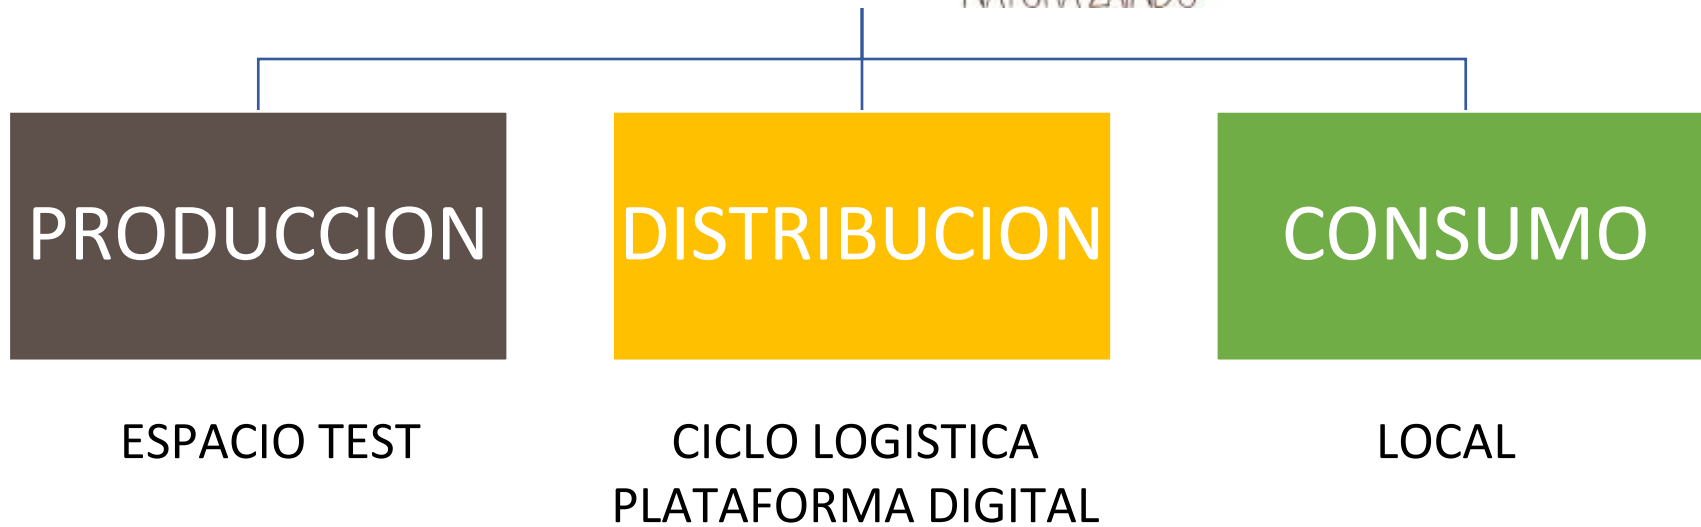 PRODUCCION
DISTRIBUCION
CONSUMO
ESPACIO TEST
CICLO LOGISTICA
PLATAFORMA DIGITAL
LOCAL